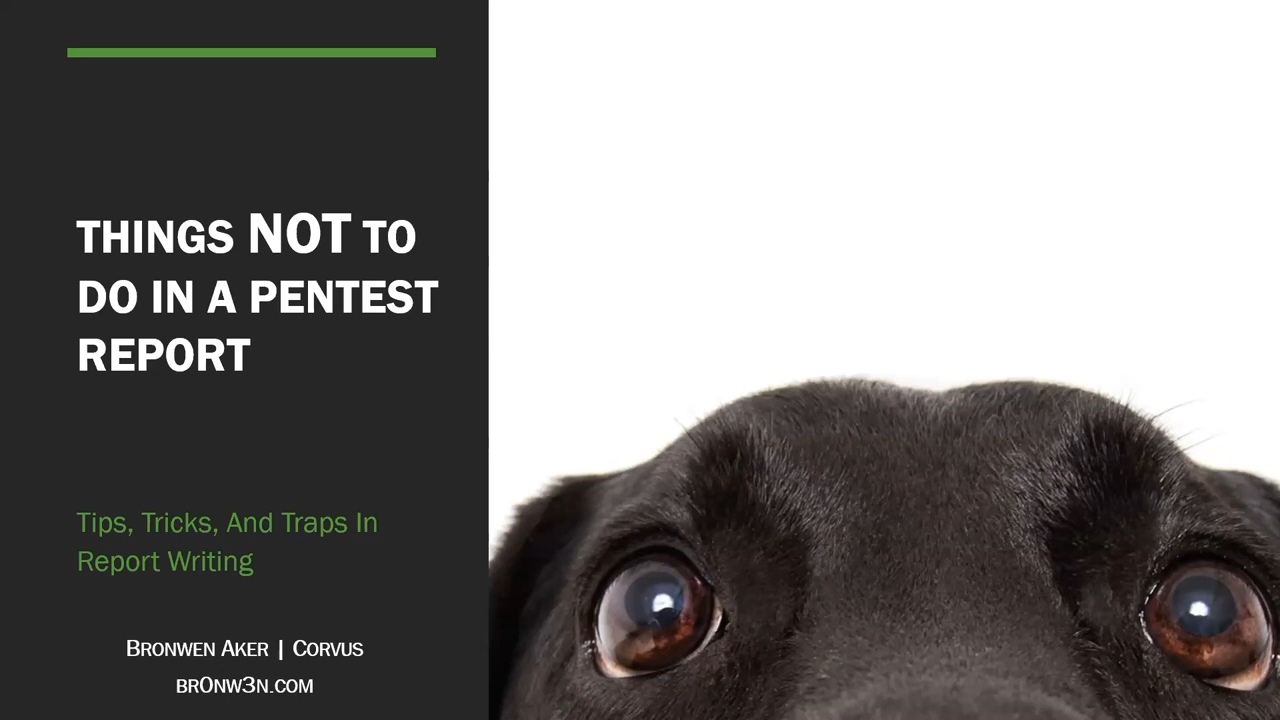 THINGS NOT TO
DO IN A PENTEST
REPORT
Tips, Tricks, And Traps In
Report Writing
BRONWEN AKER | CORVUS
BR0NW3N.COM